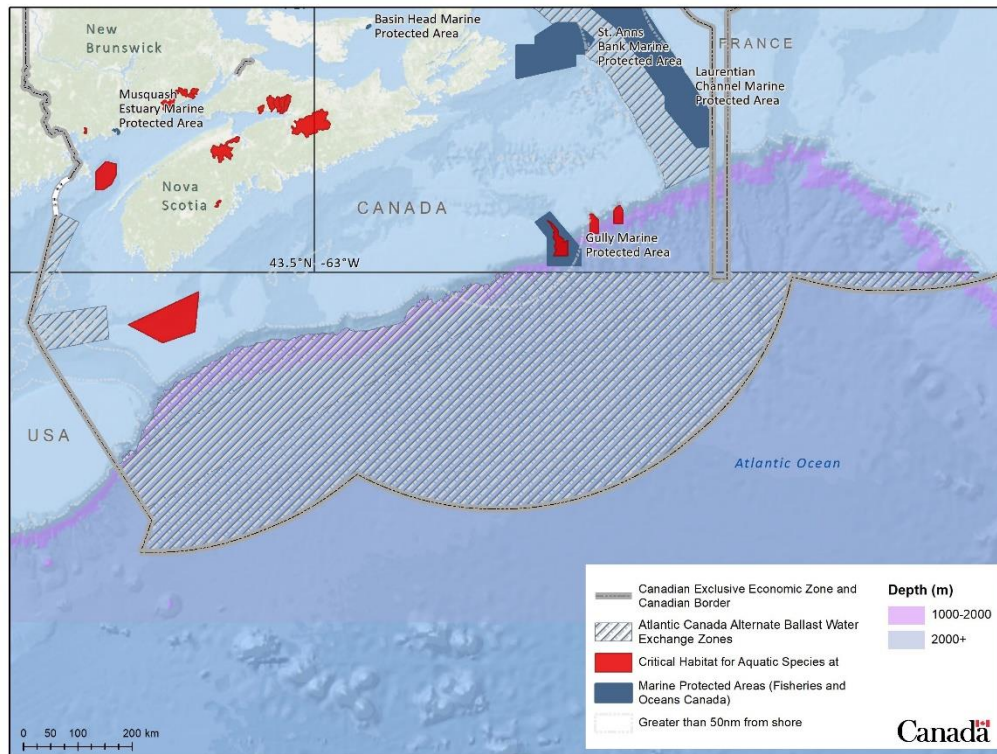 Basin Head Marine
Protected Area
New
Brunswick
St. Anns
Bank Marine
Protected Area
FRANCE
Laurentian
Channel Marine
Protected Area
Musquash
Estuary Marine
Protected Area
Nova
Scotia
CANADA
Gully Marine
Protected Area
43.5°N -63°W
USA
Atlantic Ocean
Canadian Exclusive Economic Zone and
Canadian Border
Atlantic Canada Alternate Ballast Water
Exchange Zones
Critical Habitat for Aquatic Species at
Marine Protected Areas (Fisheries and
Oceans Canada)
Greater than 50nm from shore
Depth (m)
1000-2000
2000+
0 50 100 200 km
Canada